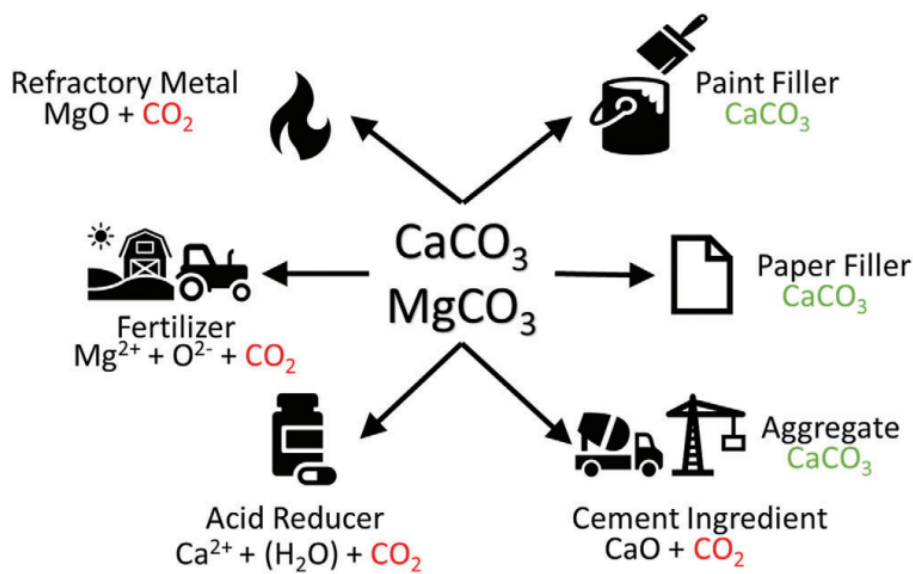 Refractory Metal
MgO + CO₂
Paint Filler
CaCO₃
CaCO₃
MgCO₃
Paper Filler
CaCO₃
Fertilizer
Mg²⁺ + O²⁻ + CO₂
Aggregate
CaCO₃
Acid Reducer
Ca²⁺ + (H₂O) + CO₂
Cement Ingredient
CaO + CO₂